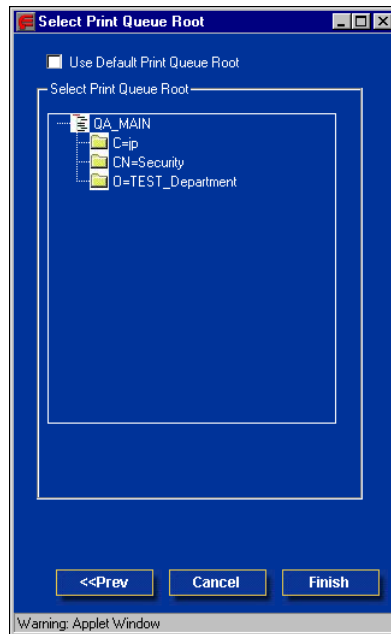 Select Print Queue Root
Use Default Print Queue Root
Select Print Queue Root
QA_MAIN
C=jp
CN=Security
O=TEST_Department
<<Prev
Cancel
Finish
Warning: Applet Window